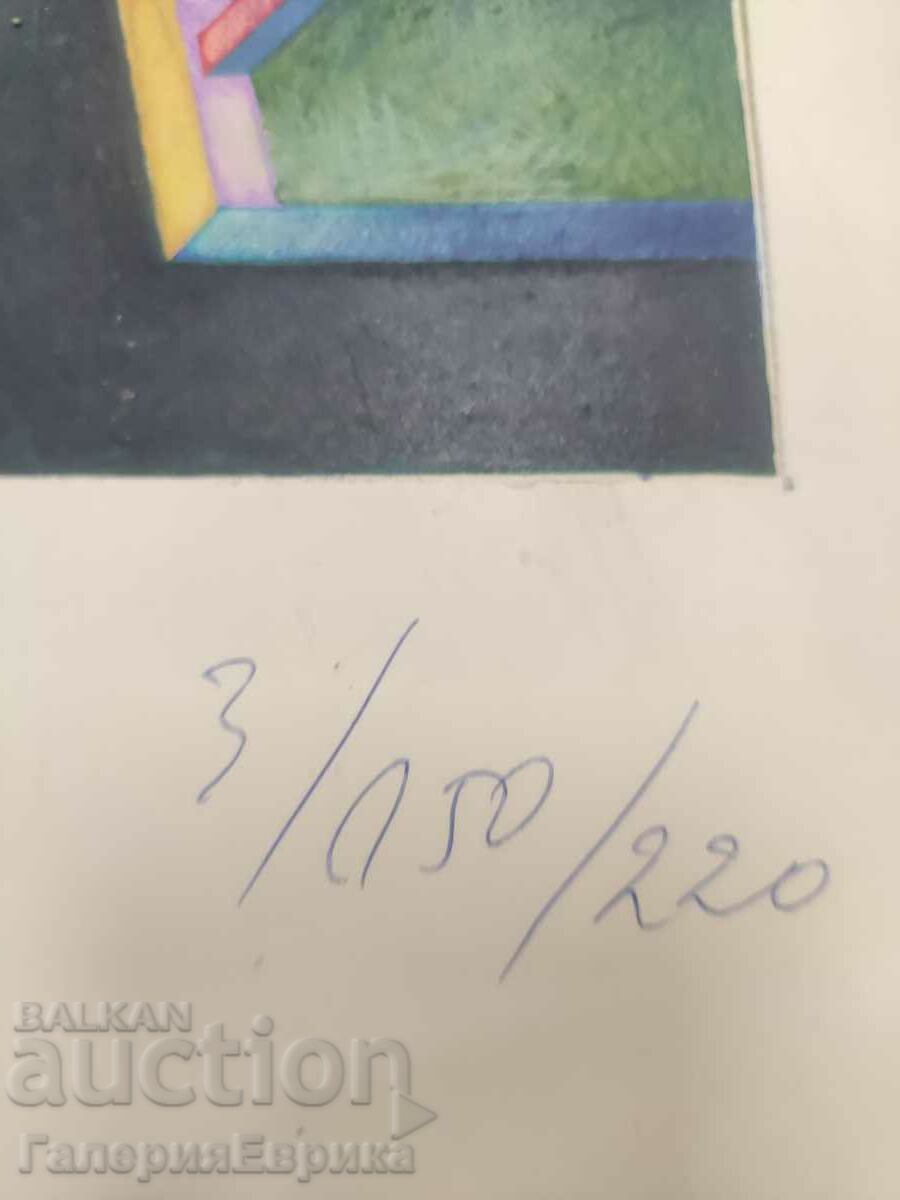 3/150/220
BALKAN
auction
ГалерияЕврика